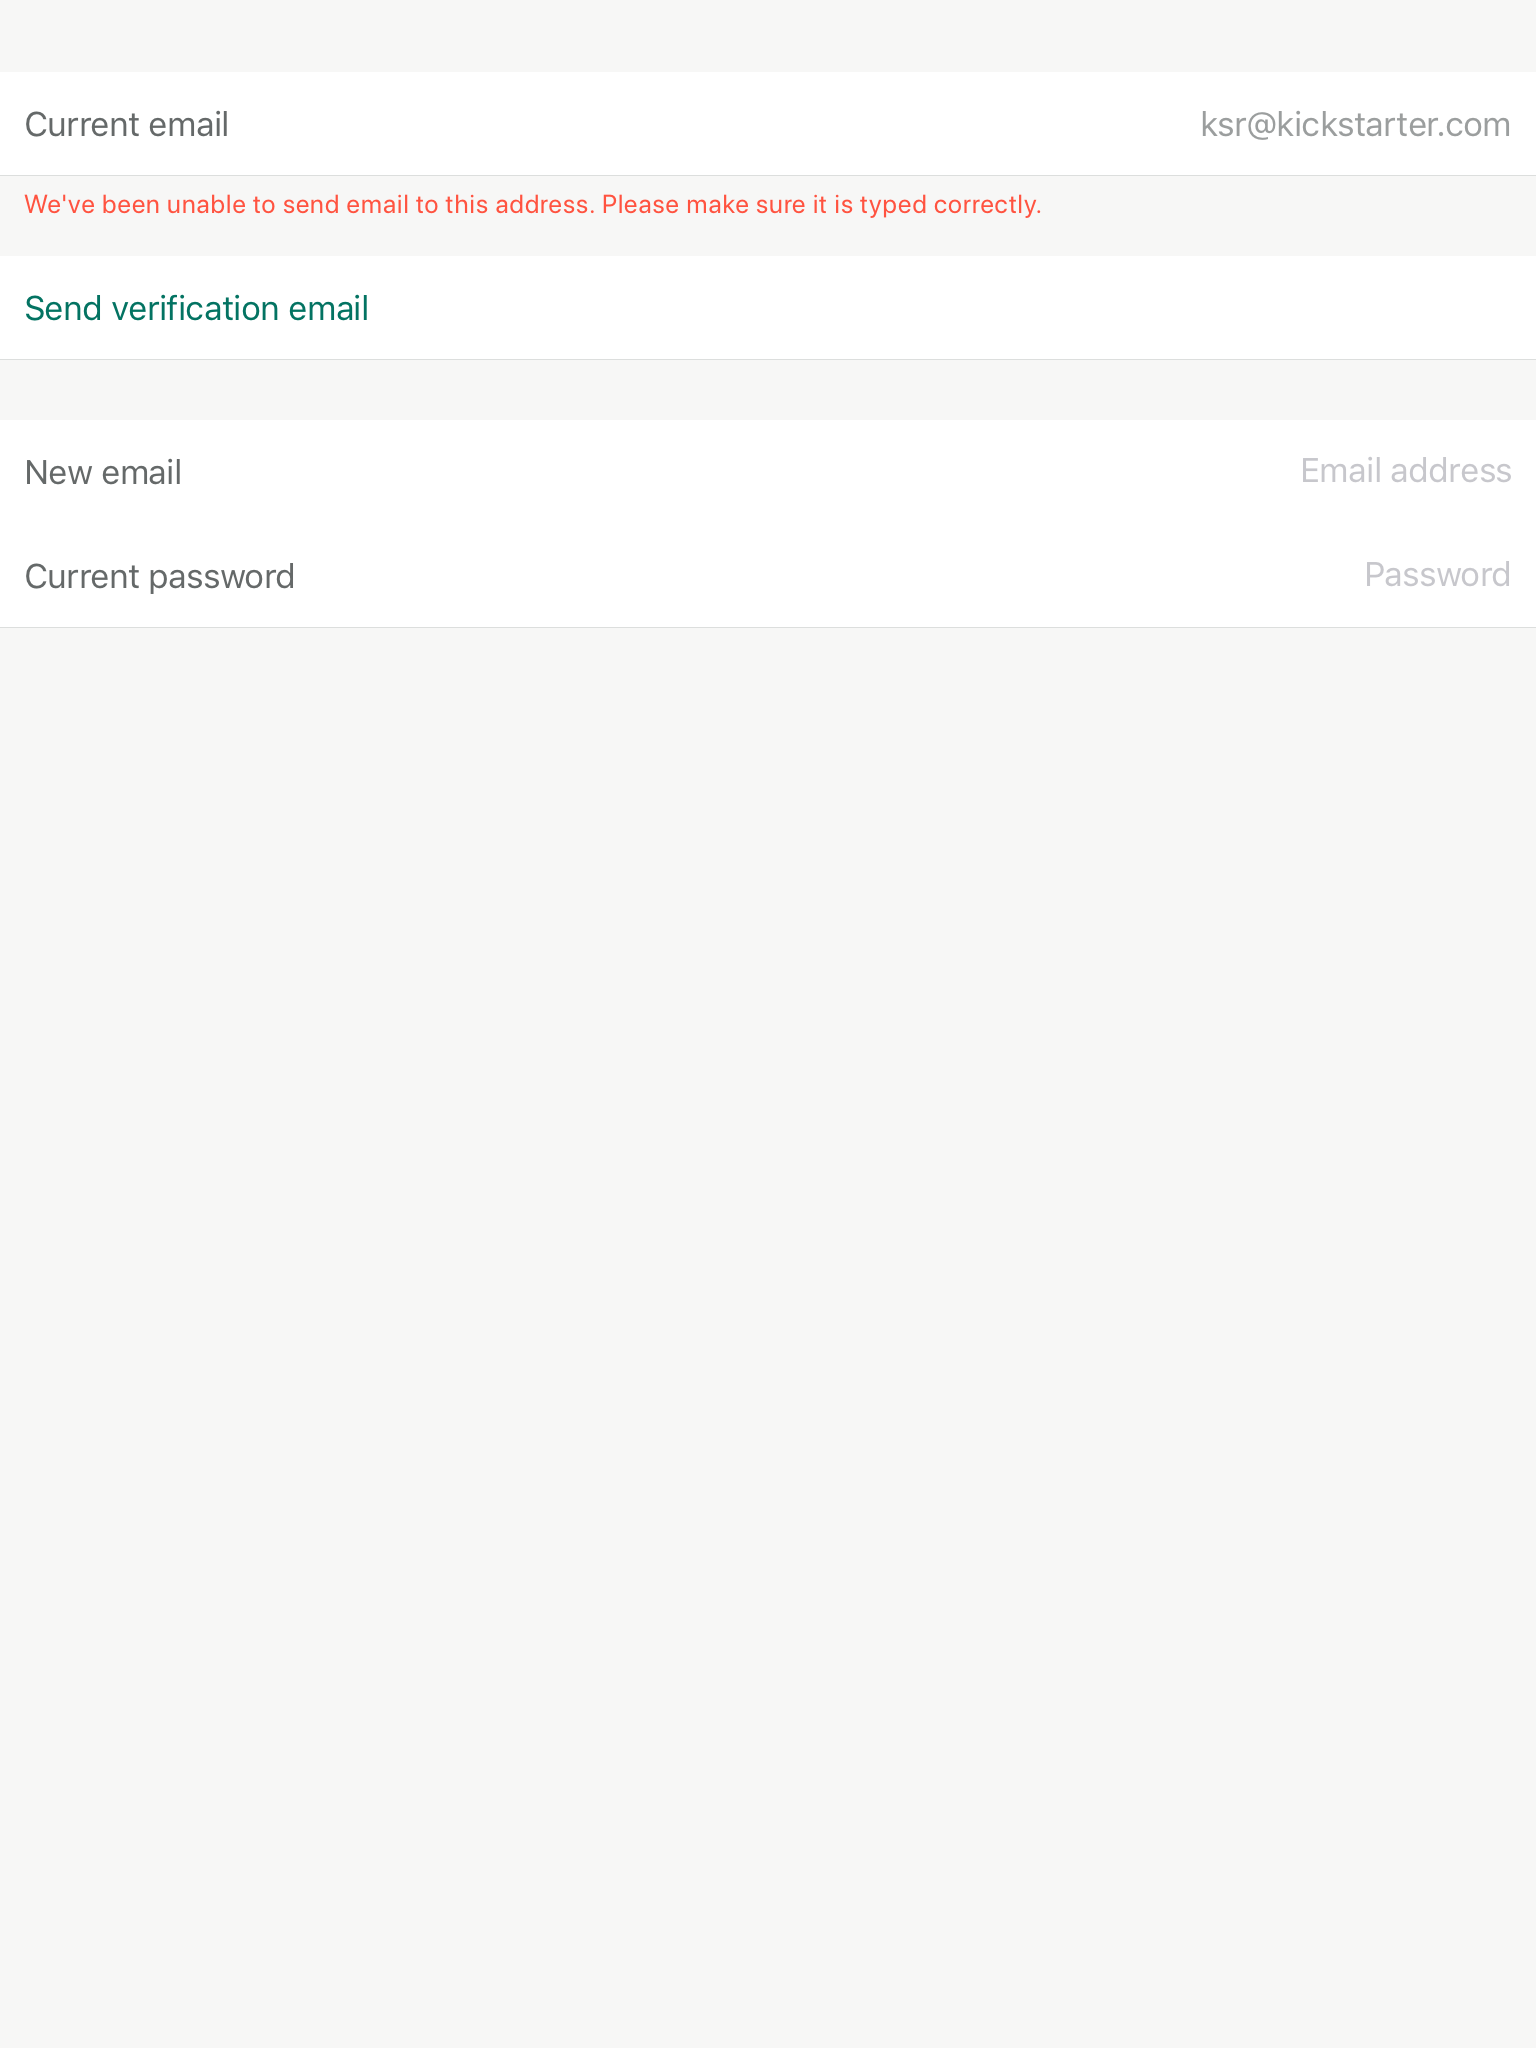 Current email ksr@kickstarter.com
We've been unable to send email to this address. Please make sure it is typed correctly.
Send verification email
New email Email address
Current password Password